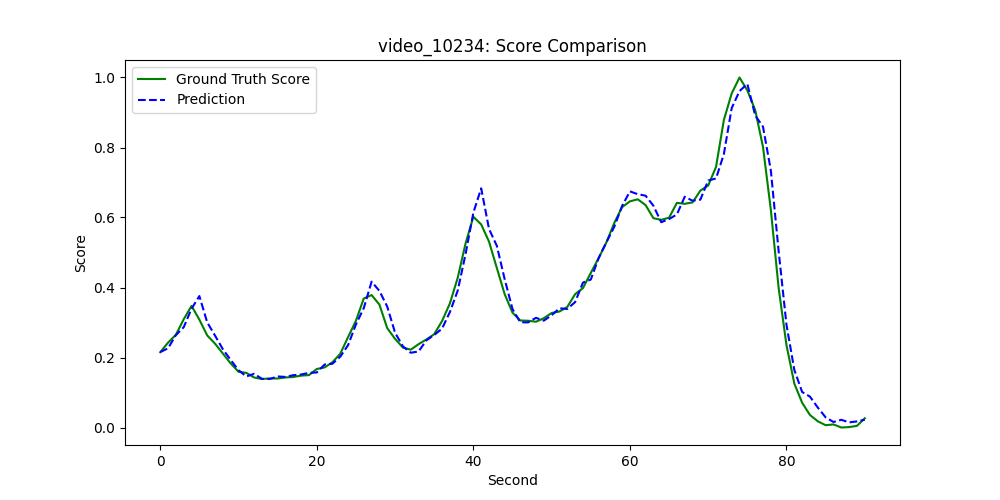 video_10234: Score Comparison
Ground Truth Score
Prediction
Score
1.0
0.8
0.6
0.4
0.2
0.0
0 20 40 60 80
Second